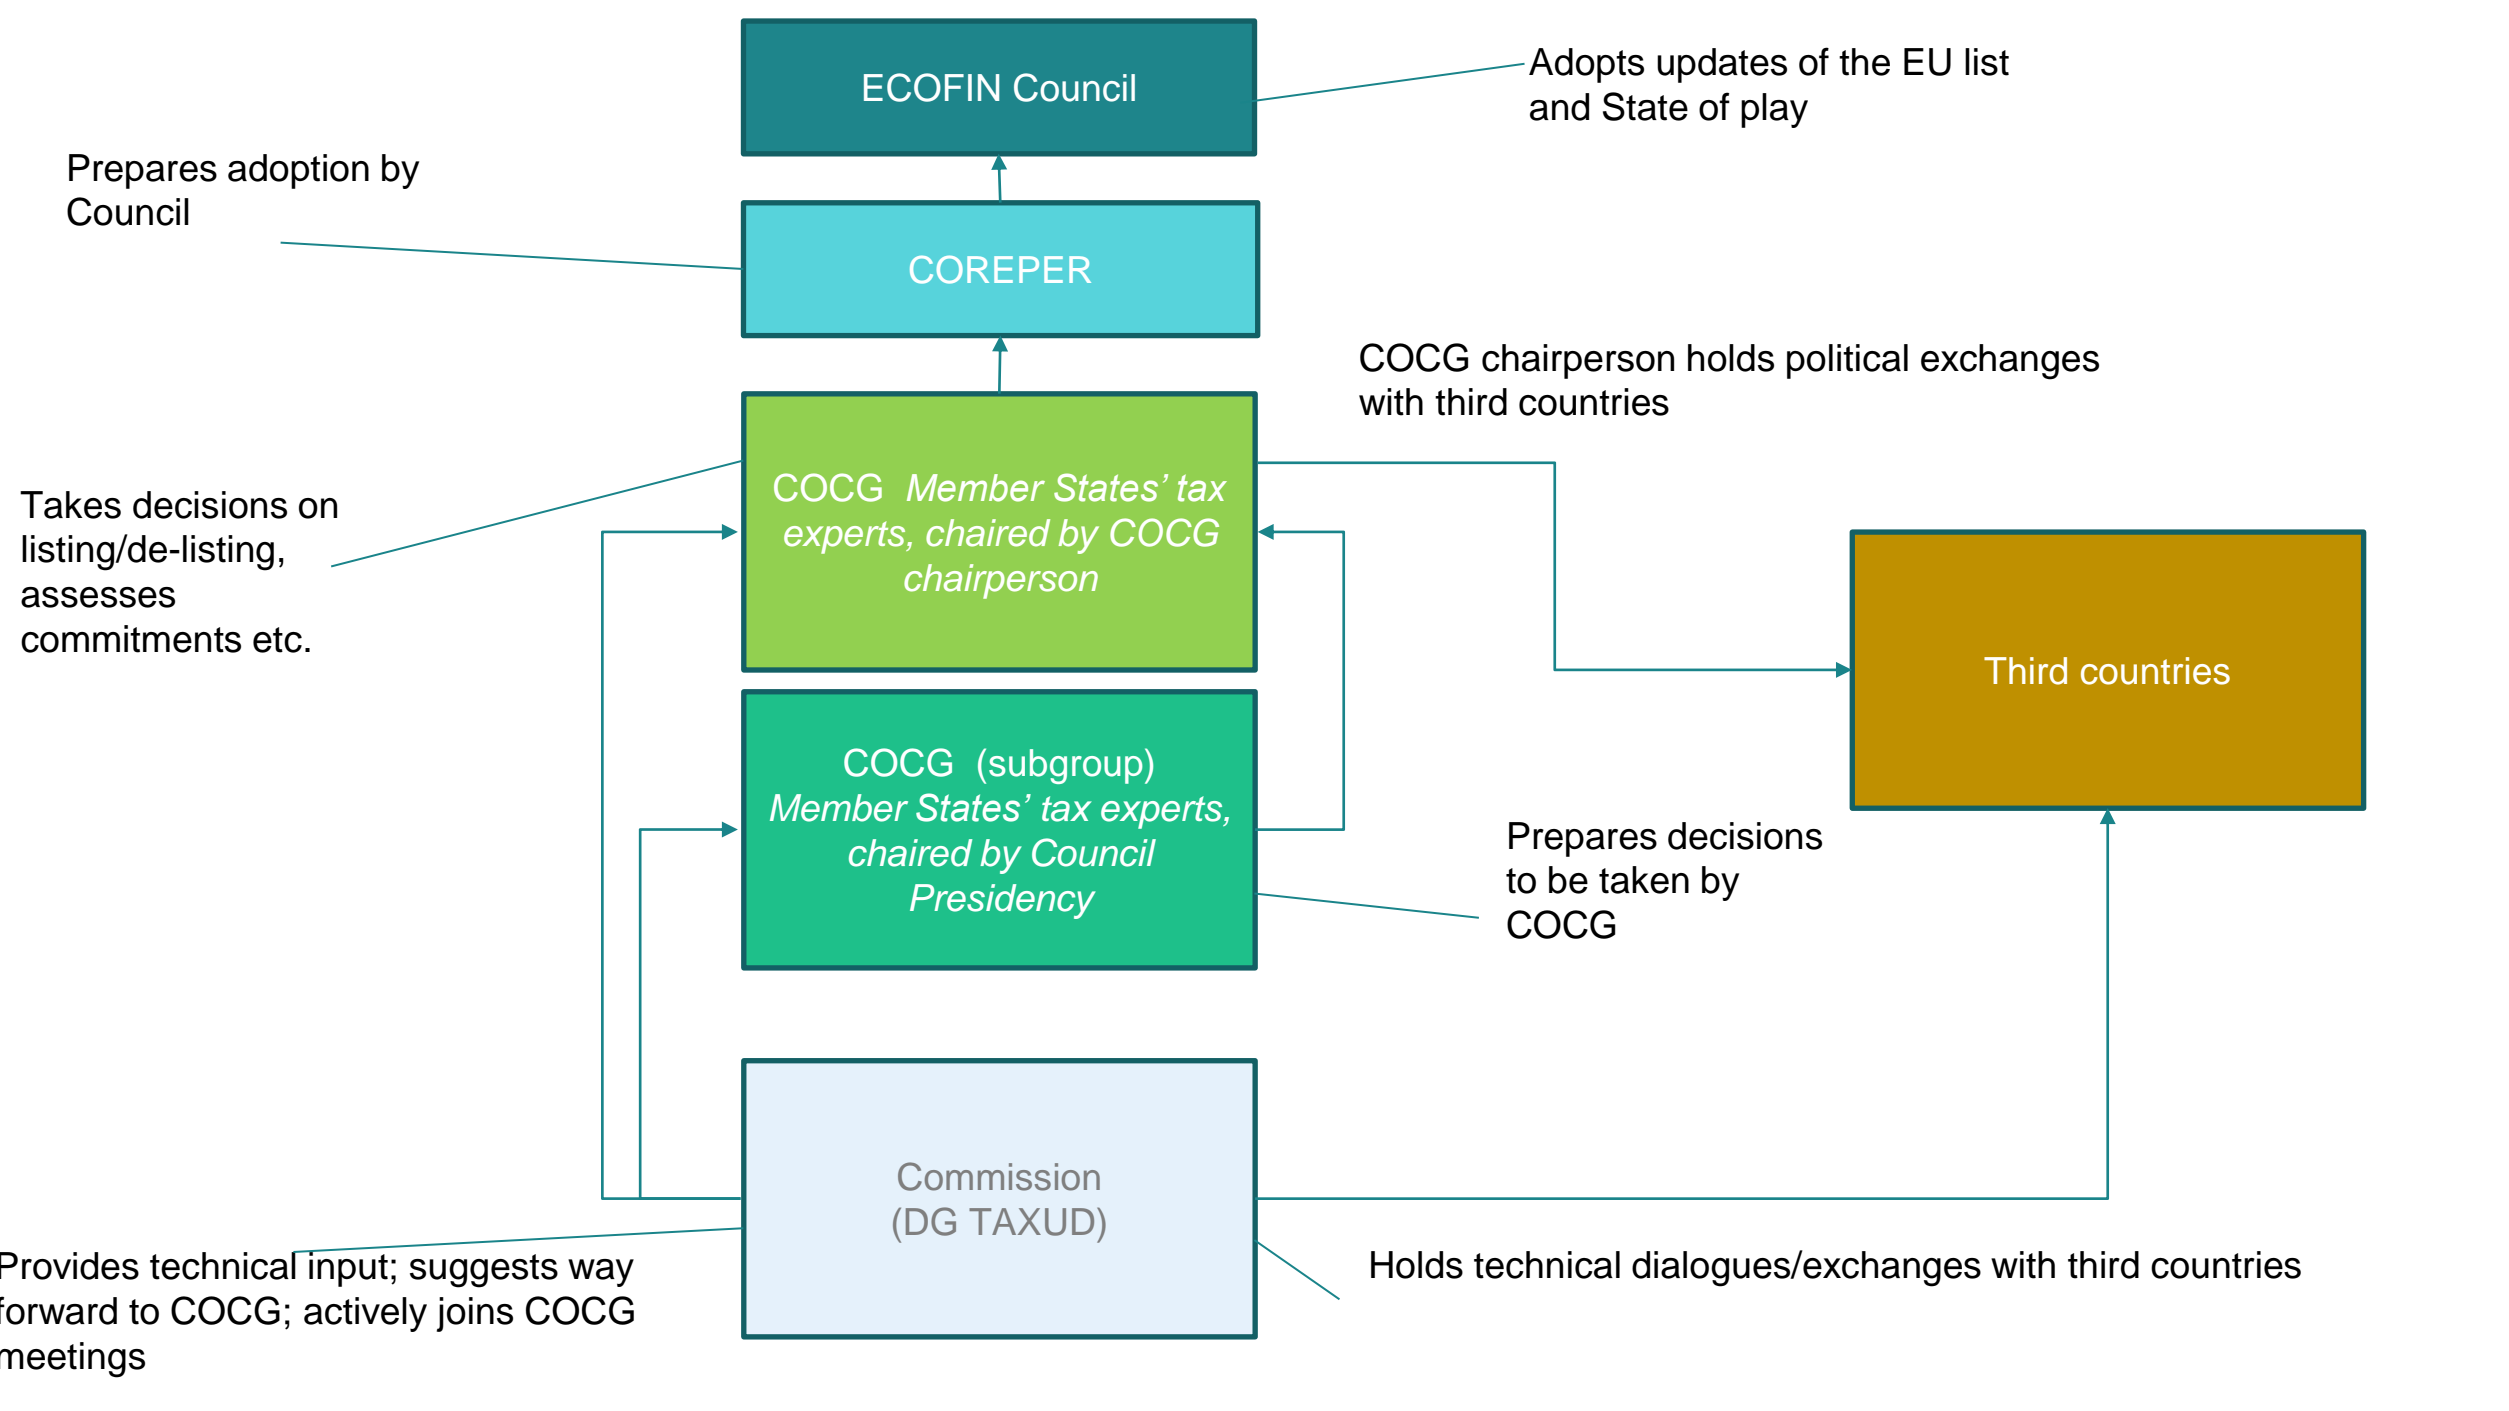 ECOFIN Council
Adopts updates of the EU list
and State of play
Prepares adoption by
Council
COREPER
COCG chairperson holds political exchanges
with third countries
COCG  Member States’ tax
experts, chaired by COCG
chairperson
Takes decisions on
listing/de-listing,
assesses
commitments etc.
Third countries
COCG  (subgroup)
Member States’ tax experts,
chaired by Council
Presidency
Prepares decisions
to be taken by
COCG
Commission
(DG TAXUD)
Provides technical input; suggests way
forward to COCG; actively joins COCG
meetings
Holds technical dialogues/exchanges with third countries